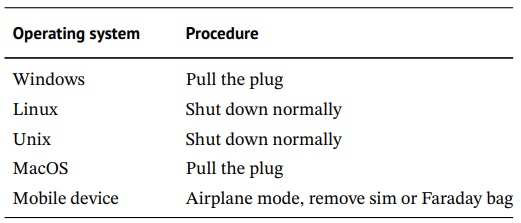 Operating system Procedure
Windows Pull the plug
Linux Shut down normally
Unix Shut down normally
MacOS Pull the plug
Mobile device Airplane mode, remove sim or Faraday bag